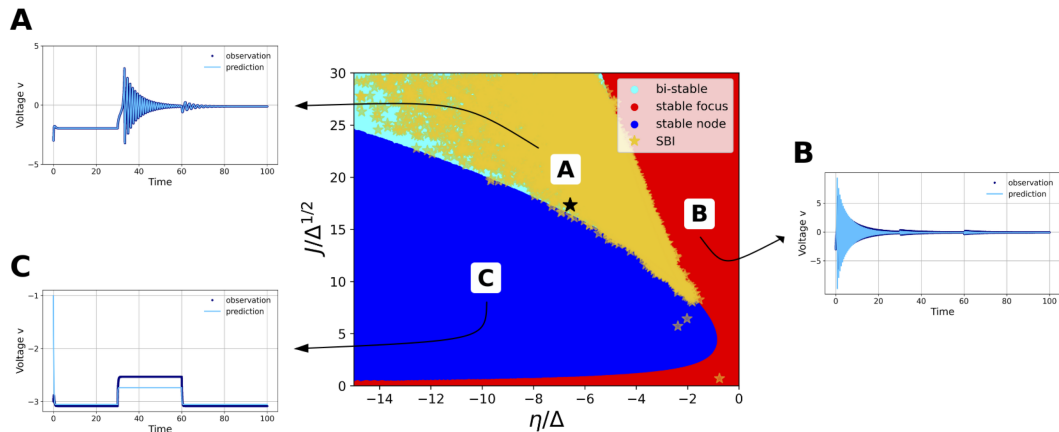 A
5
0
−5
Voltage v
observation
prediction
0
20
40
60
80
100
Time
30
25
20
15
10
5
0
J/Δ^{1/2}
−14
−12
−10
−8
−6
−4
−2
0
η/Δ
bi-stable
stable focus
stable node
SBI
A
B
C
B
5
0
−5
Voltage v
observation
prediction
0
20
40
60
80
100
Time
C
−1
−2
−3
Voltage v
observation
prediction
0
20
40
60
80
100
Time